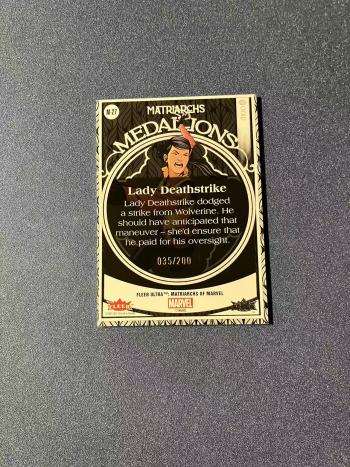 M 27
MATRIARCHS
MEDALLIONS
Lady Deathstrike
Lady Deathstrike dodged
a strike from Wolverine. He
should have anticipated that
maneuver – she'd ensure that
he paid for his oversight.
035/200
FLEER ULTRA™: MATRIARCHS OF MARVEL
FLEER
MARVEL